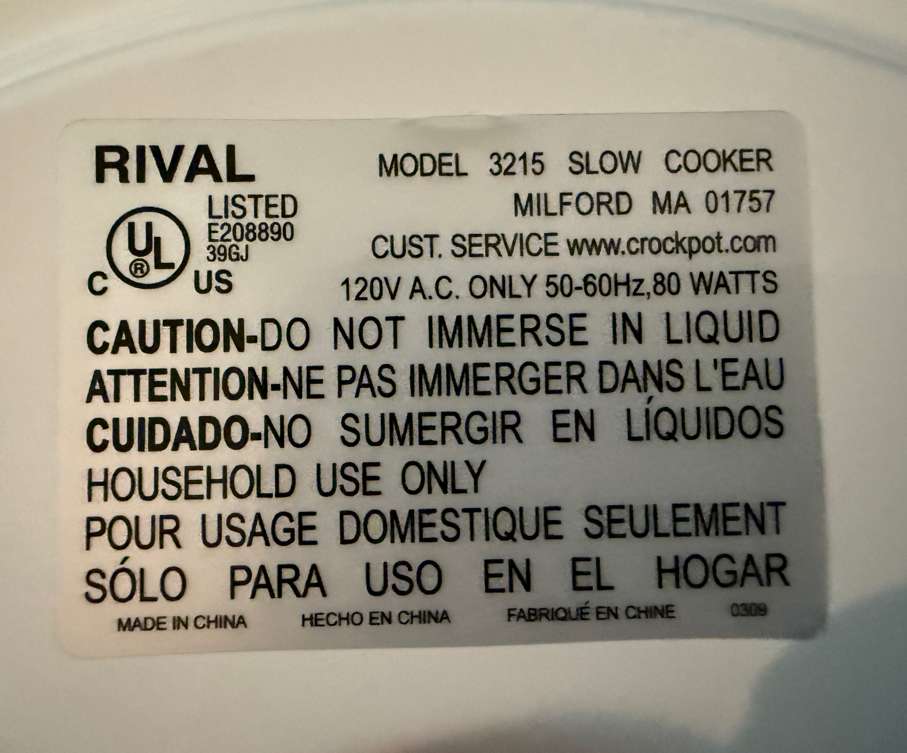 RIVAL
MODEL 3215 SLOW COOKER
LISTED
E208890
39GJ
UL
®
C
US
MILFORD MA 01757
CUST. SERVICE www.crockpot.com
120V A.C. ONLY 50-60Hz,80 WATTS
CAUTION-DO NOT IMMERSE IN LIQUID
ATTENTION-NE PAS IMMERGER DANS L'EAU
CUIDADO-NO SUMERGIR EN LÍQUIDOS
HOUSEHOLD USE ONLY
POUR USAGE DOMESTIQUE SEULEMENT
SÓLO PARA USO EN EL HOGAR
MADE IN CHINA HECHO EN CHINA FABRIQUÉ EN CHINE 0309